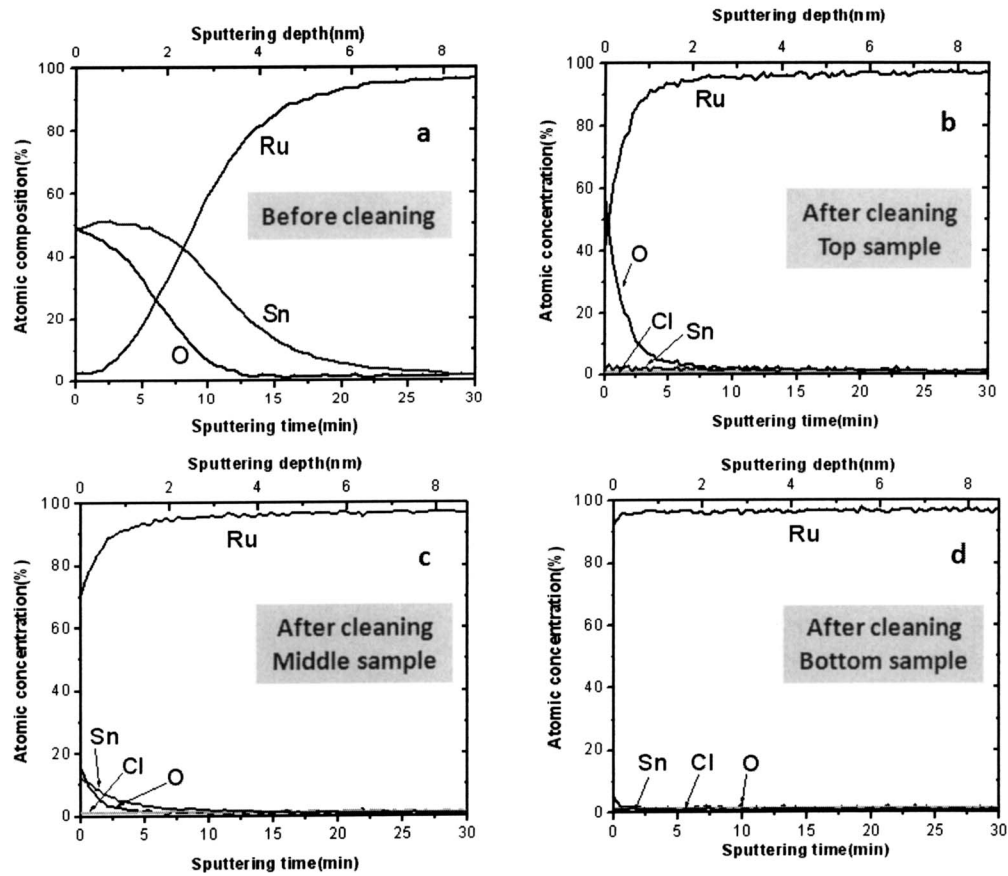 Sputtering depth(nm)
0 2 4 6 8
100
80
60
40
20
0
Atomic composition(%)
a
Ru
Before cleaning
Sn
O
0 5 10 15 20 25 30
Sputtering time(min)
Sputtering depth(nm)
0 2 4 6 8
100
80
60
40
20
0
Atomic concentration(%)
Ru
b
After cleaning
Top sample
O
Cl
Sn
0 5 10 15 20 25 30
Sputtering time(min)
Sputtering depth(nm)
0 2 4 6 8
100
80
60
40
20
0
Atomic concentration(%)
Ru
c
After cleaning
Middle sample
Sn
Cl
O
0 5 10 15 20 25 30
Sputtering time(min)
Sputtering depth(nm)
0 2 4 6 8
100
80
60
40
20
0
Atomic concentration(%)
Ru
d
After cleaning
Bottom sample
Sn
Cl
O
0 5 10 15 20 25 30
Sputtering time(min)